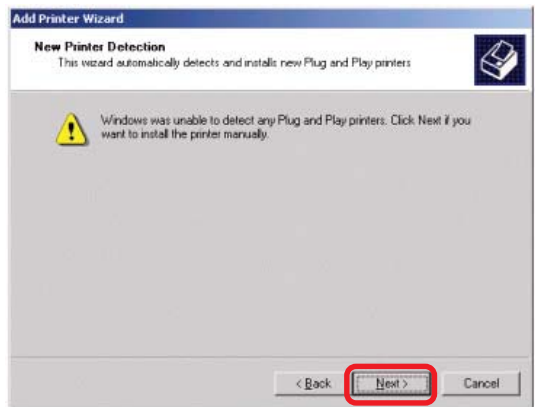 Add Printer Wizard
New Printer Detection
This wizard automatically detects and installs new Plug and Play printers
Windows was unable to detect any Plug and Play printers. Click Next if you
want to install the printer manually.
< Back
Next >
Cancel